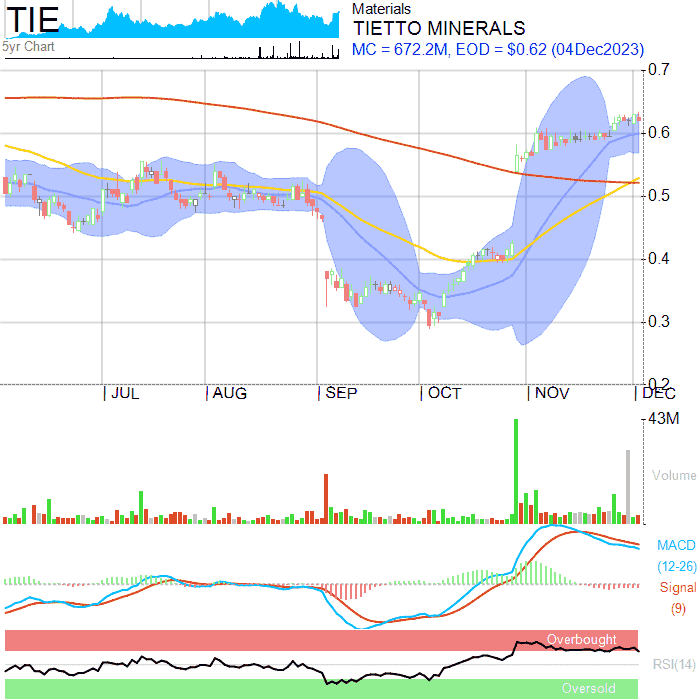 TIE
5yr Chart
Materials
TIETTO MINERALS
MC = 672.2M, EOD = $0.62 (04Dec2023)
0.7
0.6
0.5
0.4
0.3
0.2
JUL AUG SEP OCT NOV DEC
43M
Volume
MACD
(12-26)
Signal
(9)
Overbought
RSI(14)
Oversold